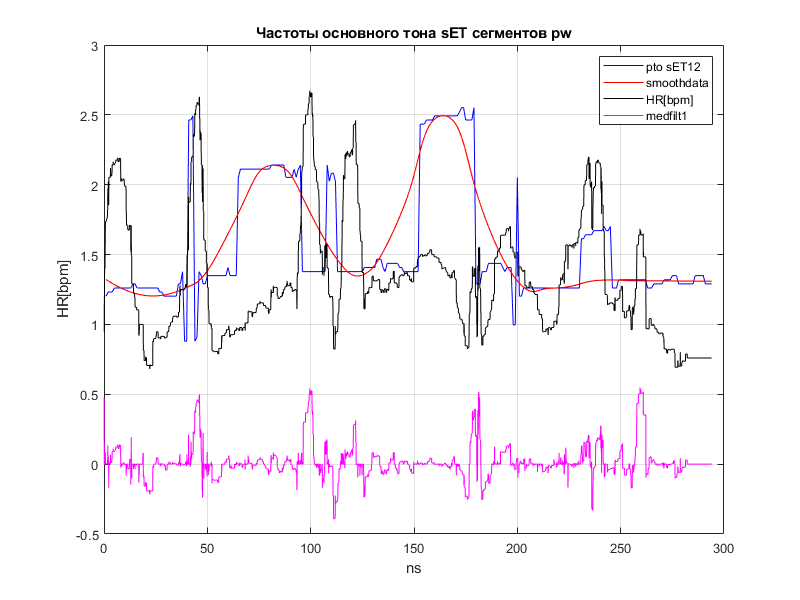 Частоты основного тона sET сегментов pw
pto sET12
smoothdata
HR[bpm]
medfilt1
3
2.5
2
1.5
1
0.5
0
-0.5
HR[bpm]
0
50
100
150
200
250
300
ns